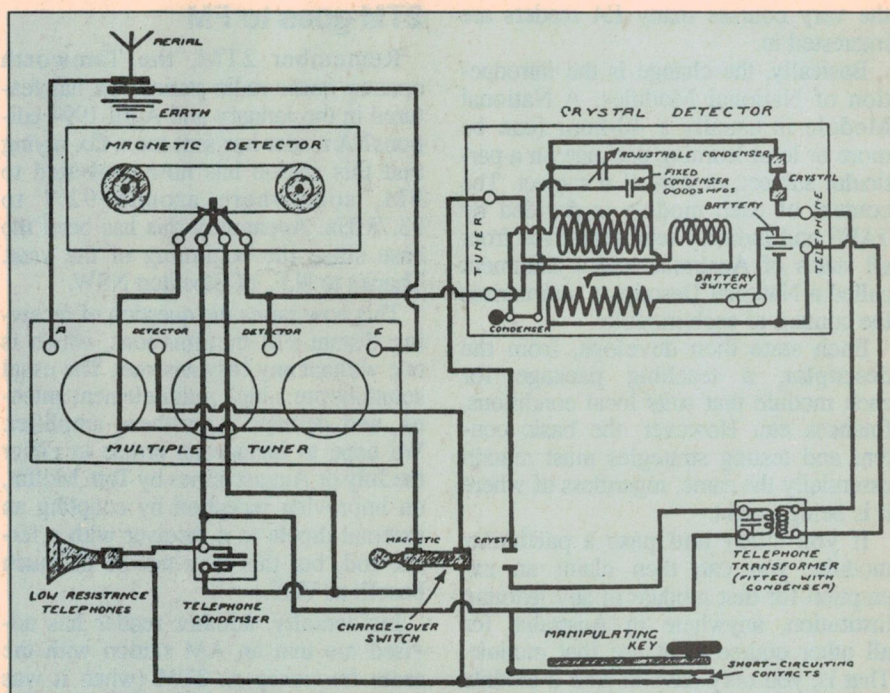 AERIAL
EARTH
MAGNETIC DETECTOR
CRYSTAL DETECTOR
ADJUSTABLE CONDENSER
FIXED
CONDENSER
·0003 MFDS
CRYSTAL
BATTERY
TUNER
TELEPHONE
BATTERY
SWITCH
CONDENSER
A
DETECTOR
DETECTOR
E
MULTIPLE TUNER
MAGNETIC
CRYSTAL
LOW RESISTANCE
TELEPHONES
TELEPHONE
CONDENSER
CHANGE-OVER
SWITCH
TELEPHONE
TRANSFORMER
(FITTED WITH
CONDENSER)
MANIPULATING
KEY
SHORT-CIRCUITING
CONTACTS